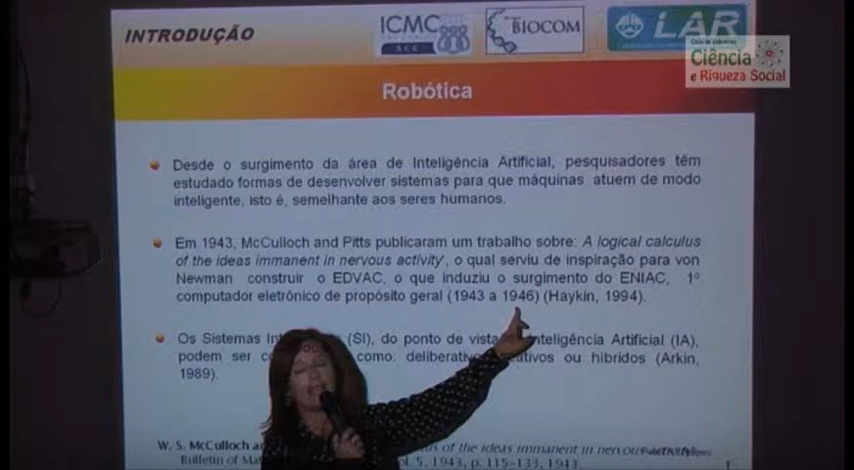 INTRODUÇÃO
ICMC
SCC
BIOCOM
LAR
Ciência
e Riqueza Social
Robótica
Desde o surgimento da área de Inteligência Artificial, pesquisadores têm
estudado formas de desenvolver sistemas para que máquinas atuem de modo
inteligente, isto é, semelhante aos seres humanos.
Em 1943, McCulloch and Pitts publicaram um trabalho sobre: A logical calculus
of the ideas immanent in nervous activity', o qual serviu de inspiração para von
Newman construir o EDVAC, o que induziu o surgimento do ENIAC, 1º
computador eletrônico de propósito geral (1943 a 1946) (Haykin, 1994).
Os Sistemas (SI), do ponto de vista Inteligência Artificial (IA),
podem ser como: deliberativo ou híbridos (Arkin,
1989).
W. S. McCulloch of the ideas immanent in
Bulletin of vol. 5, 1943, p. 115-133, 1943.